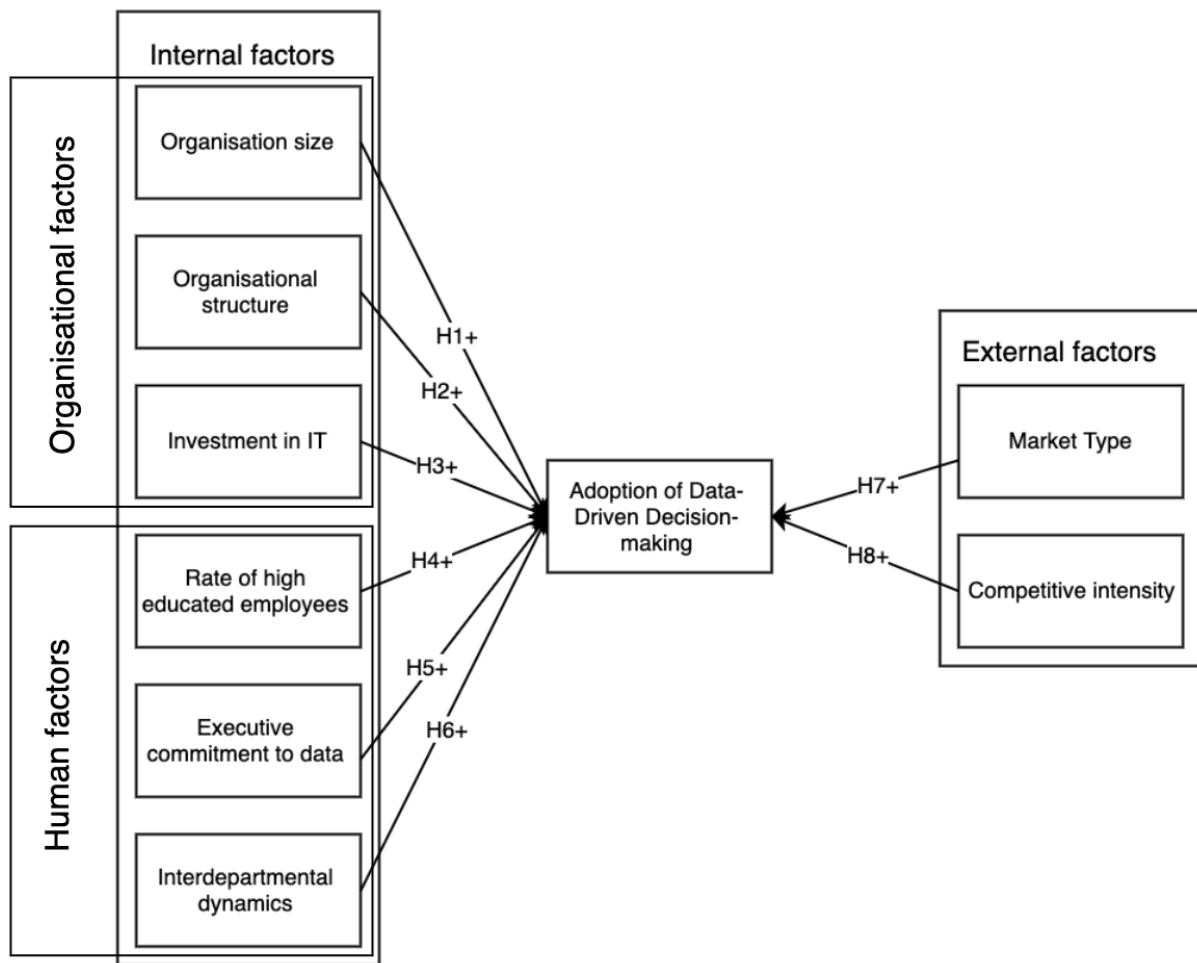 Internal factors
Organisational factors
Organisation size
Organisational
structure
Investment in IT
Human factors
Rate of high
educated employees
Executive
commitment to data
Interdepartmental
dynamics
H1+
H2+
H3+
H4+
H5+
H6+
Adoption of Data-
Driven Decision-
making
H7+
H8+
External factors
Market Type
Competitive intensity